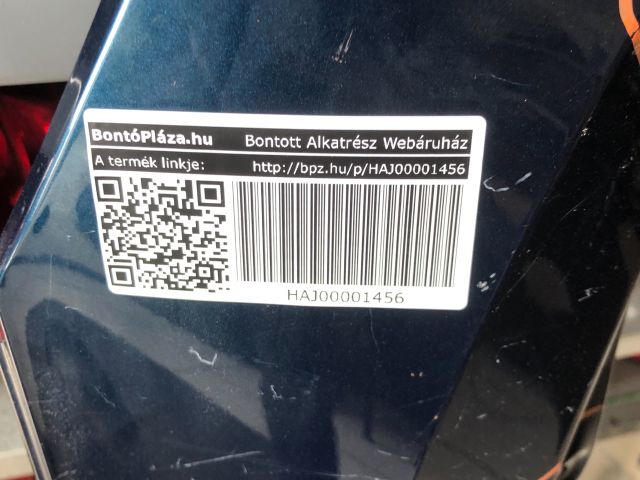 BontóPláza.hu Bontott Alkatrész Webáruház
A termék linkje: http://bpz.hu/p/HAJ00001456
HAJ00001456